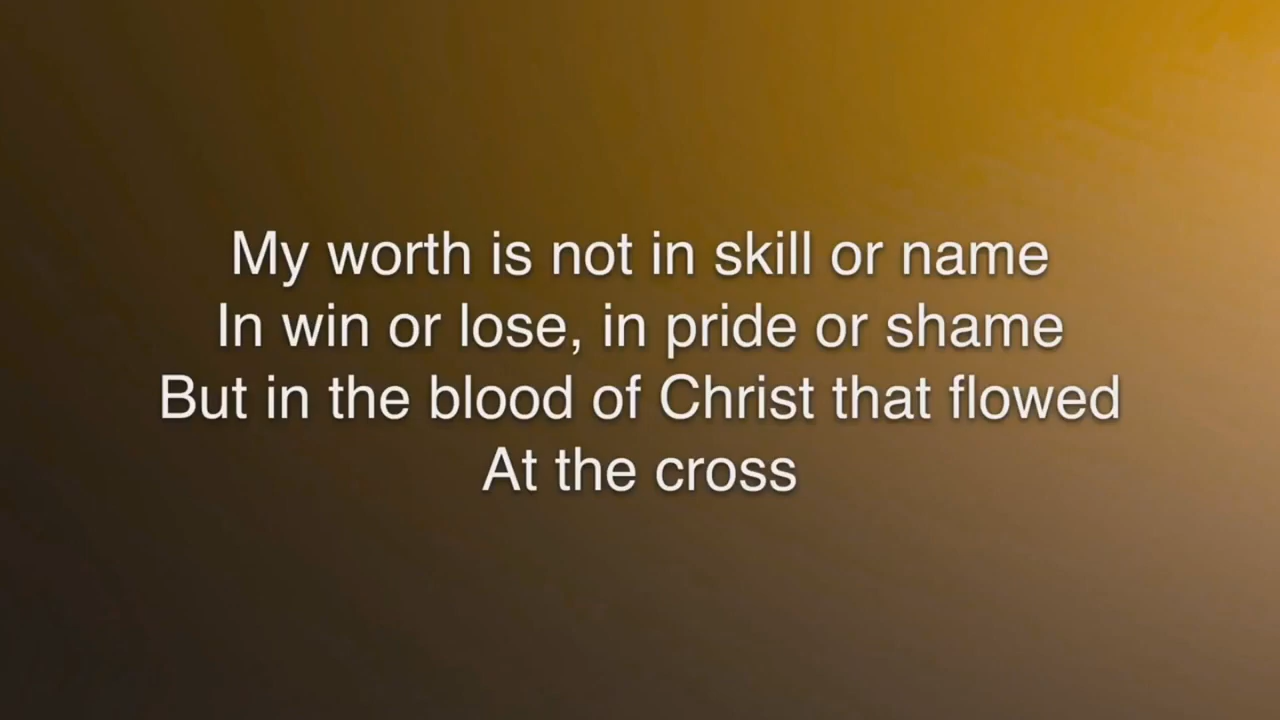 My worth is not in skill or name
In win or lose, in pride or shame
But in the blood of Christ that flowed
At the cross